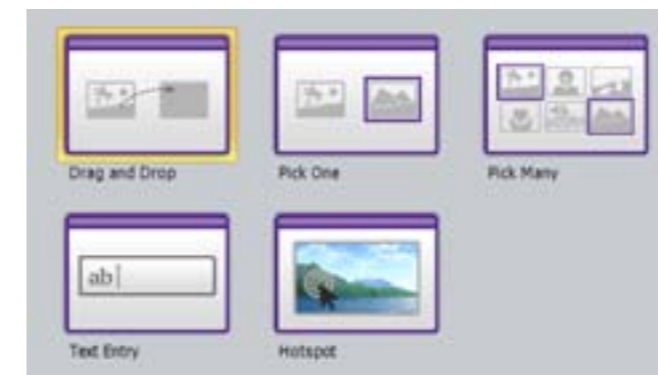 Drag and Drop
Pick One
Pick Many
ab
Text Entry
Hotspot